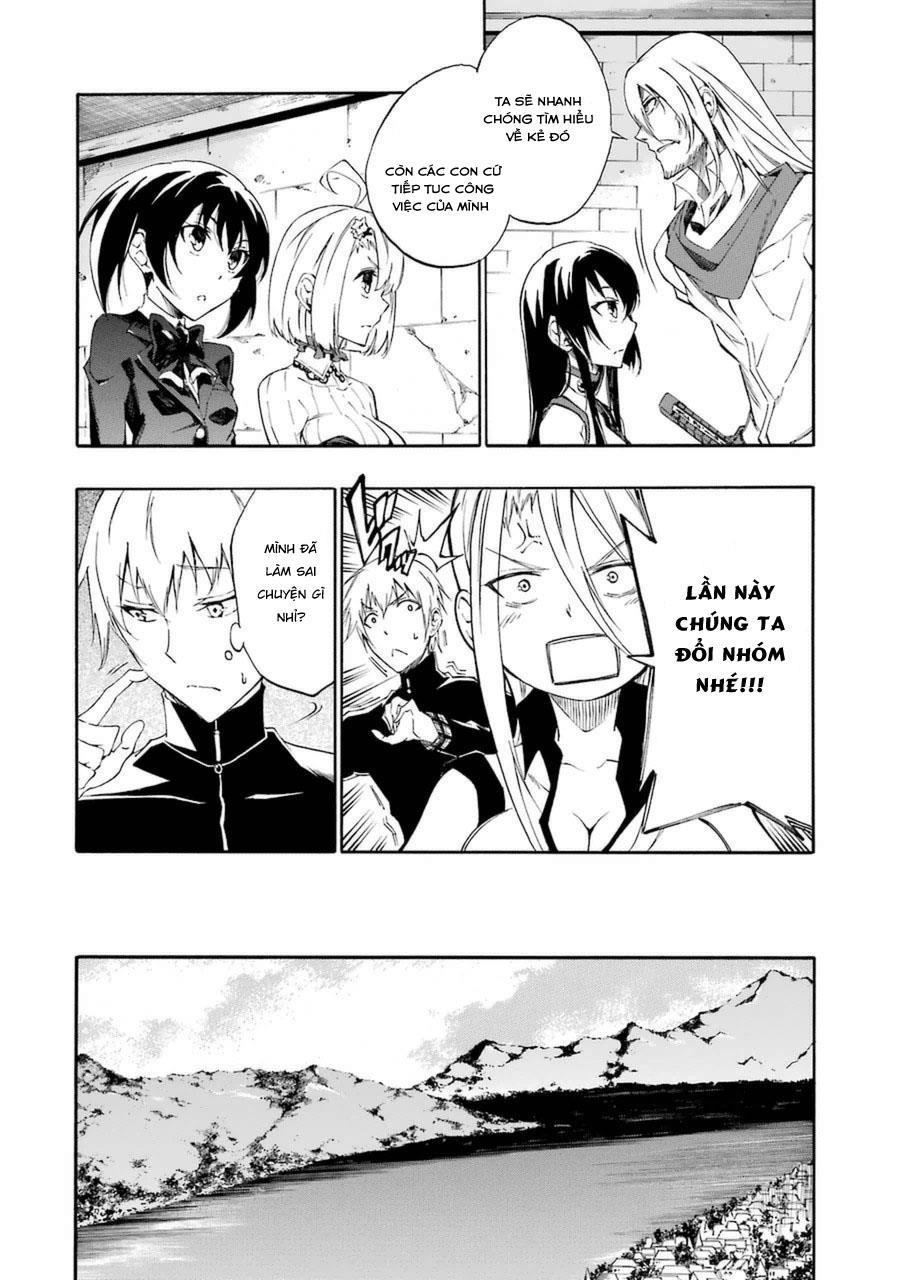 TA SẼ NHANH
CHÓNG TÌM HIỂU
VỀ KẺ ĐÓ
CÒN CÁC CON CỨ
TIẾP TUC CÔNG
VIỆC CỦA MÌNH
LẦN NÀY
CHÚNG TA
ĐỔI NHÓM
NHÉ!!!
MÌNH ĐÃ
LÀM SAI
CHUYỆN GÌ
NHỈ?